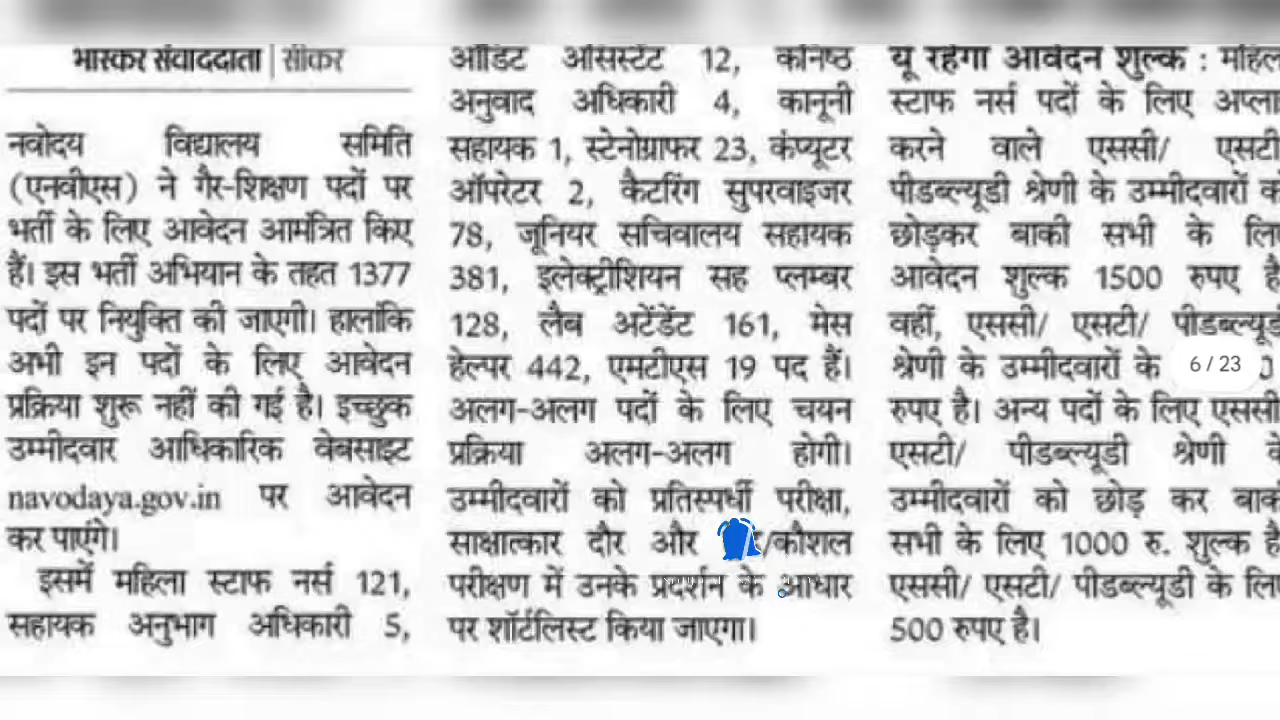 भास्कर संवाददाता | सीकर
नवोदय विद्यालय समिति
(एनवीएस) ने गैर-शिक्षण पदों पर
भर्ती के लिए आवेदन आमंत्रित किए
हैं। इस भर्ती अभियान के तहत 1377
पदों पर नियुक्ति की जाएगी। हालांकि
अभी इन पदों के लिए आवेदन
प्रक्रिया शुरू नहीं की गई है। इच्छुक
उम्मीदवार आधिकारिक वेबसाइट
navodaya.gov.in पर आवेदन
कर पाएंगे।
इसमें महिला स्टाफ नर्स 121,
सहायक अनुभाग अधिकारी 5,
ऑडिट असिस्टेंट 12, कनिष्ठ
अनुवाद अधिकारी 4, कानूनी
सहायक 1, स्टेनोग्राफर 23, कंप्यूटर
ऑपरेटर 2, कैटरिंग सुपरवाइजर
78, जूनियर सचिवालय सहायक
381, इलेक्ट्रीशियन सह प्लम्बर
128, लैब अटेंडेंट 161, मेस
हेल्पर 442, एमटीएस 19 पद हैं।
अलग-अलग पदों के लिए चयन
प्रक्रिया अलग-अलग होगी।
उम्मीदवारों को प्रतिस्पर्धी परीक्षा,
साक्षात्कार दौर और /कौशल
परीक्षण में उनके प्रदर्शन के आधार
पर शॉर्टलिस्ट किया जाएगा।
यू रहेगा आवेदन शुल्क : महिल
स्टाफ नर्स पदों के लिए अप्ला
करने वाले एससी/ एसटी
पीडब्ल्यूडी श्रेणी के उम्मीदवारों क
छोड़कर बाकी सभी के लिए
आवेदन शुल्क 1500 रुपए है
वहीं, एससी/ एसटी/ पीडब्ल्यूडी
श्रेणी के उम्मीदवारों के
6 / 23
रुपए है। अन्य पदों के लिए एससी
एसटी/ पीडब्ल्यूडी श्रेणी के
उम्मीदवारों को छोड़ कर बाक
सभी के लिए 1000 रु. शुल्क है
एससी/ एसटी/ पीडब्ल्यूडी के लि
500 रुपए है।